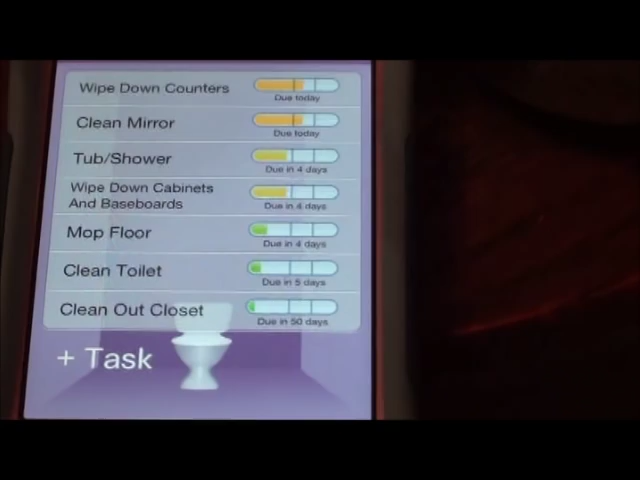 Wipe Down Counters
Due today
Clean Mirror
Due today
Tub/Shower
Due in 4 days
Wipe Down Cabinets
And Baseboards
Due in 4 days
Mop Floor
Due in 4 days
Clean Toilet
Due in 5 days
Clean Out Closet
Due in 50 days
+ Task